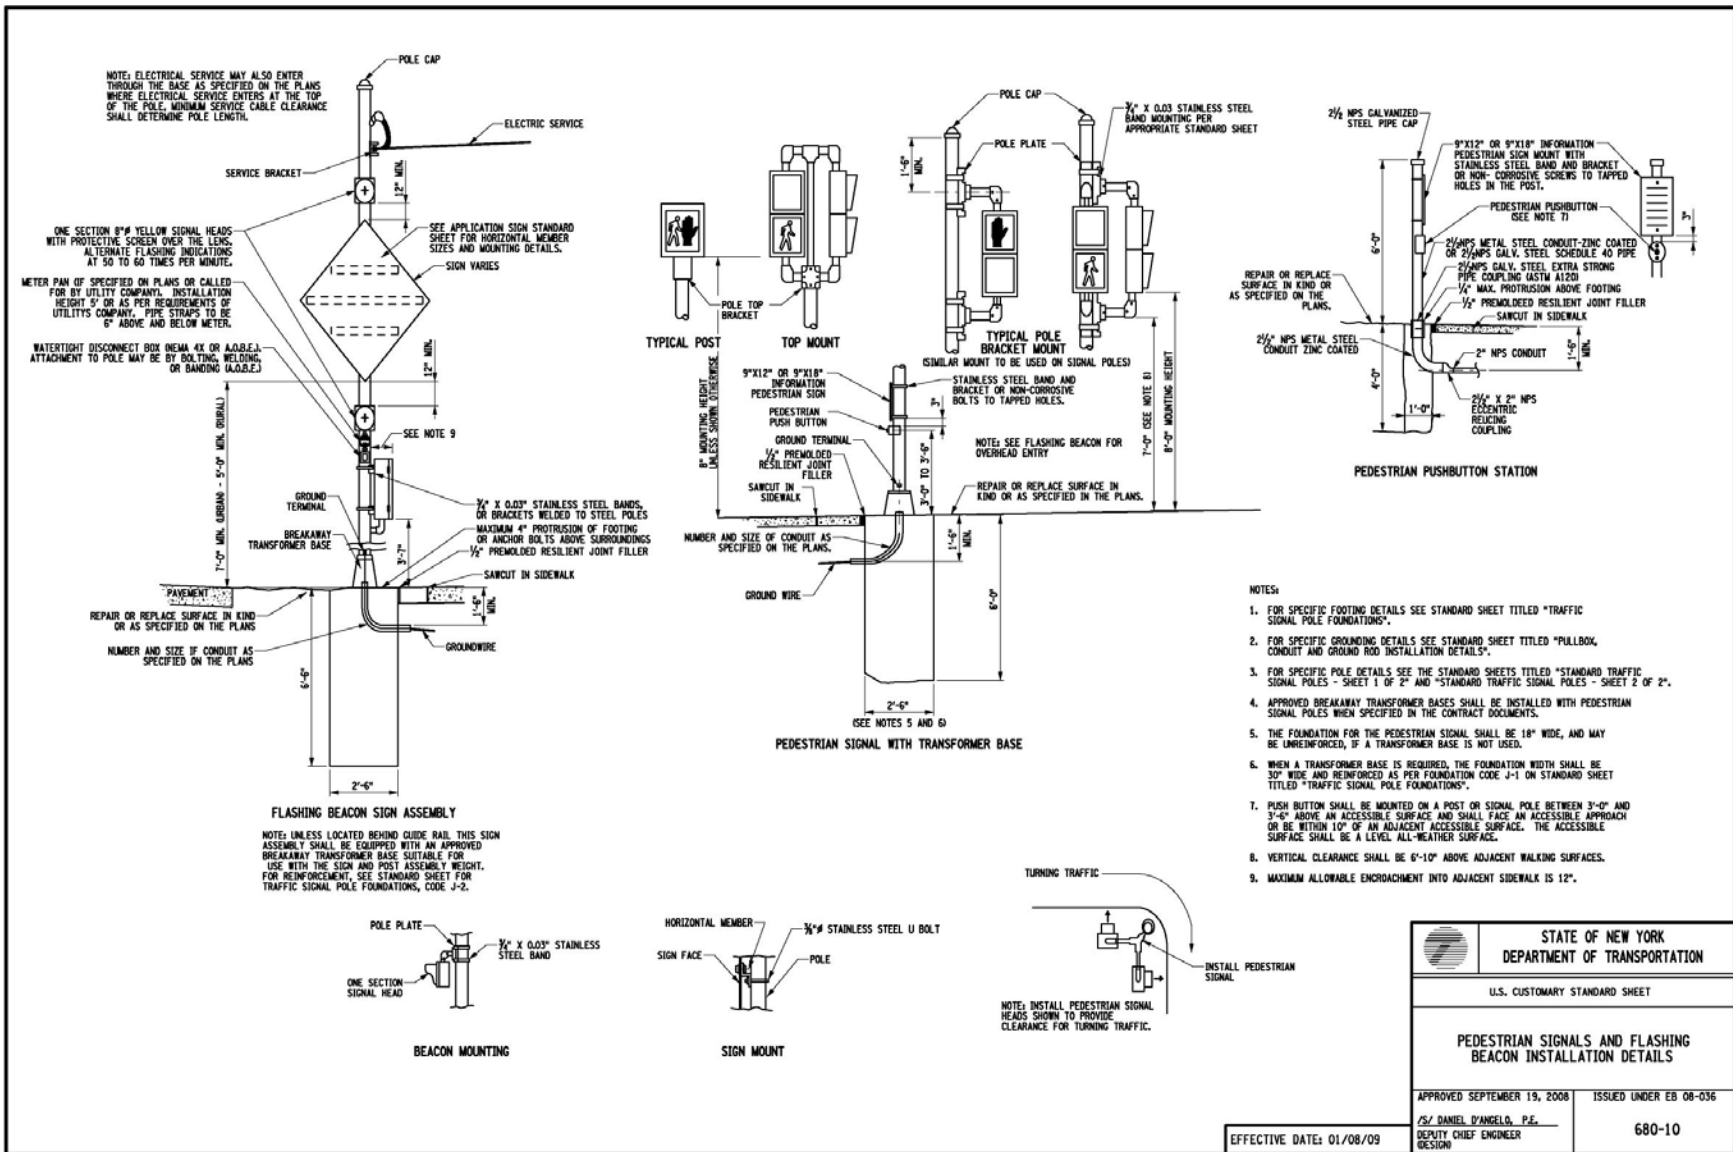 POLE CAP
NOTE: ELECTRICAL SERVICE MAY ALSO ENTER
THROUGH THE BASE AS SPECIFIED ON THE PLANS
WHERE ELECTRICAL SERVICE ENTERS AT THE TOP
OF THE POLE, MINIMUM SERVICE CABLE CLEARANCE
SHALL DETERMINE POLE LENGTH.
ELECTRIC SERVICE
SERVICE BRACKET
12" MIN.
ONE SECTION 8"Ø YELLOW SIGNAL HEADS
WITH PROTECTIVE SCREEN OVER THE LENS.
ALTERNATE FLASHING INDICATIONS
AT 50 TO 60 TIMES PER MINUTE.
SEE APPLICATION SIGN STANDARD
SHEET FOR HORIZONTAL MEMBER
SIZES AND MOUNTING DETAILS.
SIGN VARIES
METER PAN (IF SPECIFIED ON PLANS OR CALLED
FOR BY UTLITY COMPANY). INSTALLATION
HEIGHT 5' OR AS PER REQUIREMENTS OF
UTILITYS COMPANY. PIPE STRAPS TO BE
6" ABOVE AND BELOW METER.
WATERTIGHT DISCONNECT BOX (NEMA 4X OR A.O.B.E.).
ATTACHMENT TO POLE MAY BE BY BOLTING, WELDING,
OR BANDING (A.O.B.E.)
12" MIN.
7'-0" MIN. (URBAN) - 5'-0" MIN. (RURAL)
SEE NOTE 9
GROUND
TERMINAL
BREAKAWAY
TRANSFORMER BASE
3'-7"
¾" X 0.03" STAINLESS STEEL BANDS,
OR BRACKETS WELDED TO STEEL POLES
MAXIMUM 4" PROTRUSION OF FOOTING
OR ANCHOR BOLTS ABOVE SURROUNDINGS
½" PREMOLDED RESILIENT JOINT FILLER
SAWCUT IN SIDEWALK
PAVEMENT
1'-6"
MIN.
REPAIR OR REPLACE SURFACE IN KIND
OR AS SPECIFIED ON THE PLANS
NUMBER AND SIZE IF CONDUIT AS
SPECIFIED ON THE PLANS
GROUNDWIRE
6'-6"
2'-6"
FLASHING BEACON SIGN ASSEMBLY
NOTE: UNLESS LOCATED BEHIND GUIDE RAIL THIS SIGN
ASSEMBLY SHALL BE EQUIPPED WITH AN APPROVED
BREAKAWAY TRANSFORMER BASE SUITABLE FOR
USE WITH THE SIGN AND POST ASSEMBLY WEIGHT.
FOR REINFORCEMENT, SEE STANDARD SHEET FOR
TRAFFIC SIGNAL POLE FOUNDATIONS, CODE J-2.
POLE CAP
¾" X 0.03 STAINLESS STEEL
BAND MOUNTING PER
APPROPRIATE STANDARD SHEET
1'-6"
MIN.
POLE PLATE
POLE TOP
BRACKET
TYPICAL POST
TOP MOUNT
TYPICAL POLE
BRACKET MOUNT
(SIMILAR MOUNT TO BE USED ON SIGNAL POLES)
8" MOUNTING HEIGHT
UNLESS SHOWN OTHERWISE
9"X12" OR 9"X18"
INFORMATION
PEDESTRIAN SIGN
STAINLESS STEEL BAND AND
BRACKET OR NON-CORROSIVE
BOLTS TO TAPPED HOLES.
3"
PEDESTRIAN
PUSH BUTTON
GROUND TERMINAL
½" PREMOLDED
RESILIENT JOINT
FILLER
NOTE: SEE FLASHING BEACON FOR
OVERHEAD ENTRY
3'-0" TO 3'-6"
7'-0" (SEE NOTE 8)
8'-0" MOUNTING HEIGHT
SAWCUT IN
SIDEWALK
REPAIR OR REPLACE SURFACE IN
KIND OR AS SPECIFIED IN THE PLANS.
NUMBER AND SIZE OF CONDUIT AS
SPECIFIED ON THE PLANS.
1'-6"
MIN.
GROUND WIRE
6'-0"
2'-6"
(SEE NOTES 5 AND 6)
PEDESTRIAN SIGNAL WITH TRANSFORMER BASE
2½ NPS GALVANIZED
STEEL PIPE CAP
9"X12" OR 9"X18" INFORMATION
PEDESTRIAN SIGN MOUNT WITH
STAINLESS STEEL BAND AND BRACKET
OR NON- CORROSIVE SCREWS TO TAPPED
HOLES IN THE POST.
PEDESTRIAN PUSHBUTTON
(SEE NOTE 7)
3"
6'-0"
2½NPS METAL STEEL CONDUIT-ZINC COATED
OR 2½NPS GALV. STEEL SCHEDULE 40 PIPE
2½NPS GALV. STEEL EXTRA STRONG
PIPE COUPLING (ASTM A120)
¼" MAX. PROTRUSION ABOVE FOOTING
½" PREMOLDEED RESILIENT JOINT FILLER
SAWCUT IN SIDEWALK
REPAIR OR REPLACE
SURFACE IN KIND OR
AS SPECIFIED ON THE
PLANS.
2½" NPS METAL STEEL
CONDUIT ZINC COATED
2" NPS CONDUIT
1'-6"
MIN.
4'-0"
1'-0"
2½" X 2" NPS
ECCENTRIC
REUCING
COUPLING
PEDESTRIAN PUSHBUTTON STATION
NOTES:
1. FOR SPECIFIC FOOTING DETAILS SEE STANDARD SHEET TITLED "TRAFFIC
SIGNAL POLE FOUNDATIONS".
2. FOR SPECIFIC GROUNDING DETAILS SEE STANDARD SHEET TITLED "PULLBOX,
CONDUIT AND GROUND ROD INSTALLATION DETAILS".
3. FOR SPECIFIC POLE DETAILS SEE THE STANDARD SHEETS TITLED "STANDARD TRAFFIC
SIGNAL POLES - SHEET 1 OF 2" AND "STANDARD TRAFFIC SIGNAL POLES - SHEET 2 OF 2".
4. APPROVED BREAKAWAY TRANSFORMER BASES SHALL BE INSTALLED WITH PEDESTRIAN
SIGNAL POLES WHEN SPECIFIED IN THE CONTRACT DOCUMENTS.
5. THE FOUNDATION FOR THE PEDESTRIAN SIGNAL SHALL BE 18" WIDE, AND MAY
BE UNREINFORCED, IF A TRANSFORMER BASE IS NOT USED.
6. WHEN A TRANSFORMER BASE IS REQUIRED, THE FOUNDATION WIDTH SHALL BE
30" WIDE AND REINFORCED AS PER FOUNDATION CODE J-1 ON STANDARD SHEET
TITLED "TRAFFIC SIGNAL POLE FOUNDATIONS".
7. PUSH BUTTON SHALL BE MOUNTED ON A POST OR SIGNAL POLE BETWEEN 3'-0" AND
3'-6" ABOVE AN ACCESSIBLE SURFACE AND SHALL FACE AN ACCESSIBLE APPROACH
OR BE WITHIN 10" OF AN ADJACENT ACCESSIBLE SURFACE. THE ACCESSIBLE
SURFACE SHALL BE A LEVEL ALL-WEATHER SURFACE.
8. VERTICAL CLEARANCE SHALL BE 6'-10" ABOVE ADJACENT WALKING SURFACES.
9. MAXIMUM ALLOWABLE ENCROACHMENT INTO ADJACENT SIDEWALK IS 12".
POLE PLATE
¾" X 0.03" STAINLESS
STEEL BAND
ONE SECTION
SIGNAL HEAD
BEACON MOUNTING
HORIZONTAL MEMBER
⅜"Ø STAINLESS STEEL U BOLT
SIGN FACE
POLE
SIGN MOUNT
TURNING TRAFFIC
INSTALL PEDESTRIAN
SIGNAL
NOTE: INSTALL PEDESTRIAN SIGNAL
HEADS SHOWN TO PROVIDE
CLEARANCE FOR TURNING TRAFFIC.
STATE OF NEW YORK
DEPARTMENT OF TRANSPORTATION
U.S. CUSTOMARY STANDARD SHEET
PEDESTRIAN SIGNALS AND FLASHING
BEACON INSTALLATION DETAILS
APPROVED SEPTEMBER 19, 2008
ISSUED UNDER EB 08-036
/S/ DANIEL D'ANGELO, P.E.
DEPUTY CHIEF ENGINEER
(DESIGN)
680-10
EFFECTIVE DATE: 01/08/09